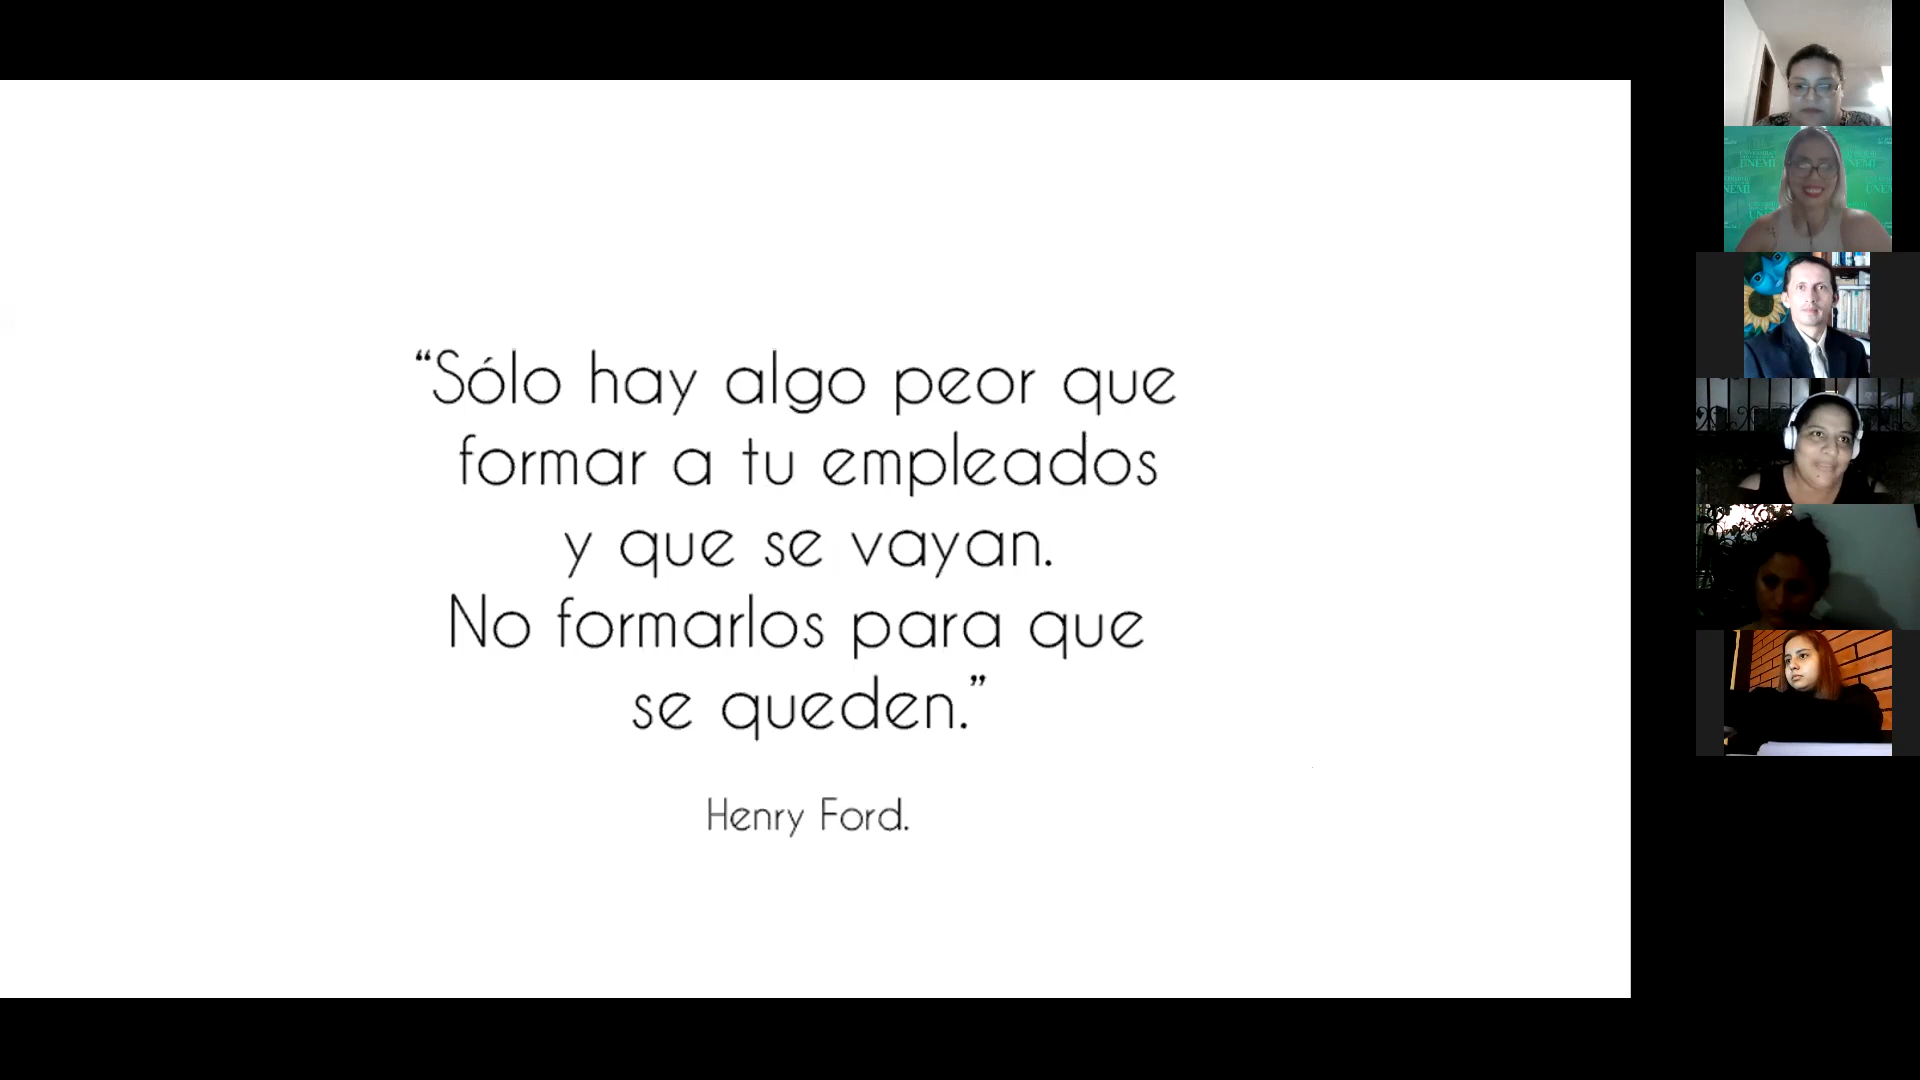 “Sólo hay algo peor que
formar a tu empleados
y que se vayan.
No formarlos para que
se queden.”
Henry Ford.
UNEMI